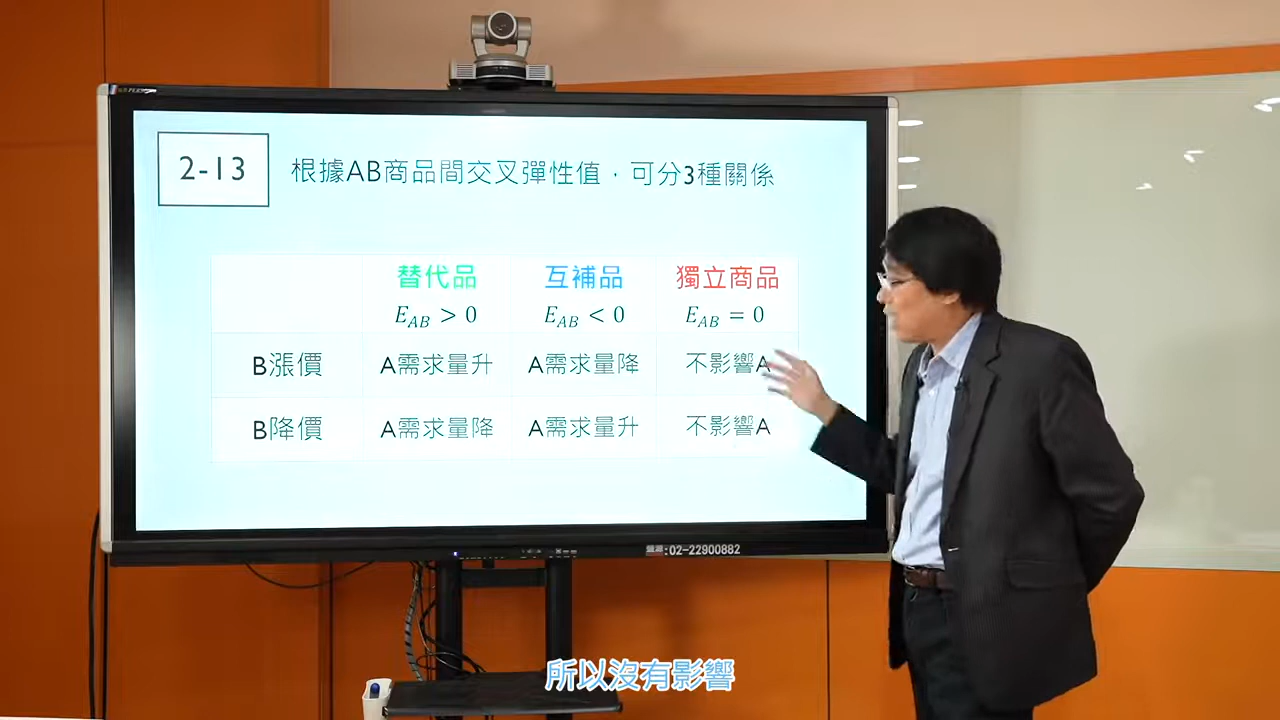 2-13
根據AB商品間交叉彈性值，可分3種關係
替代品 互補品 獨立商品
E_AB > 0 E_AB < 0 E_AB = 0
B漲價 A需求量升 A需求量降 不影響A
B降價 A需求量降 A需求量升 不影響A
:02-22900882
所以沒有影響